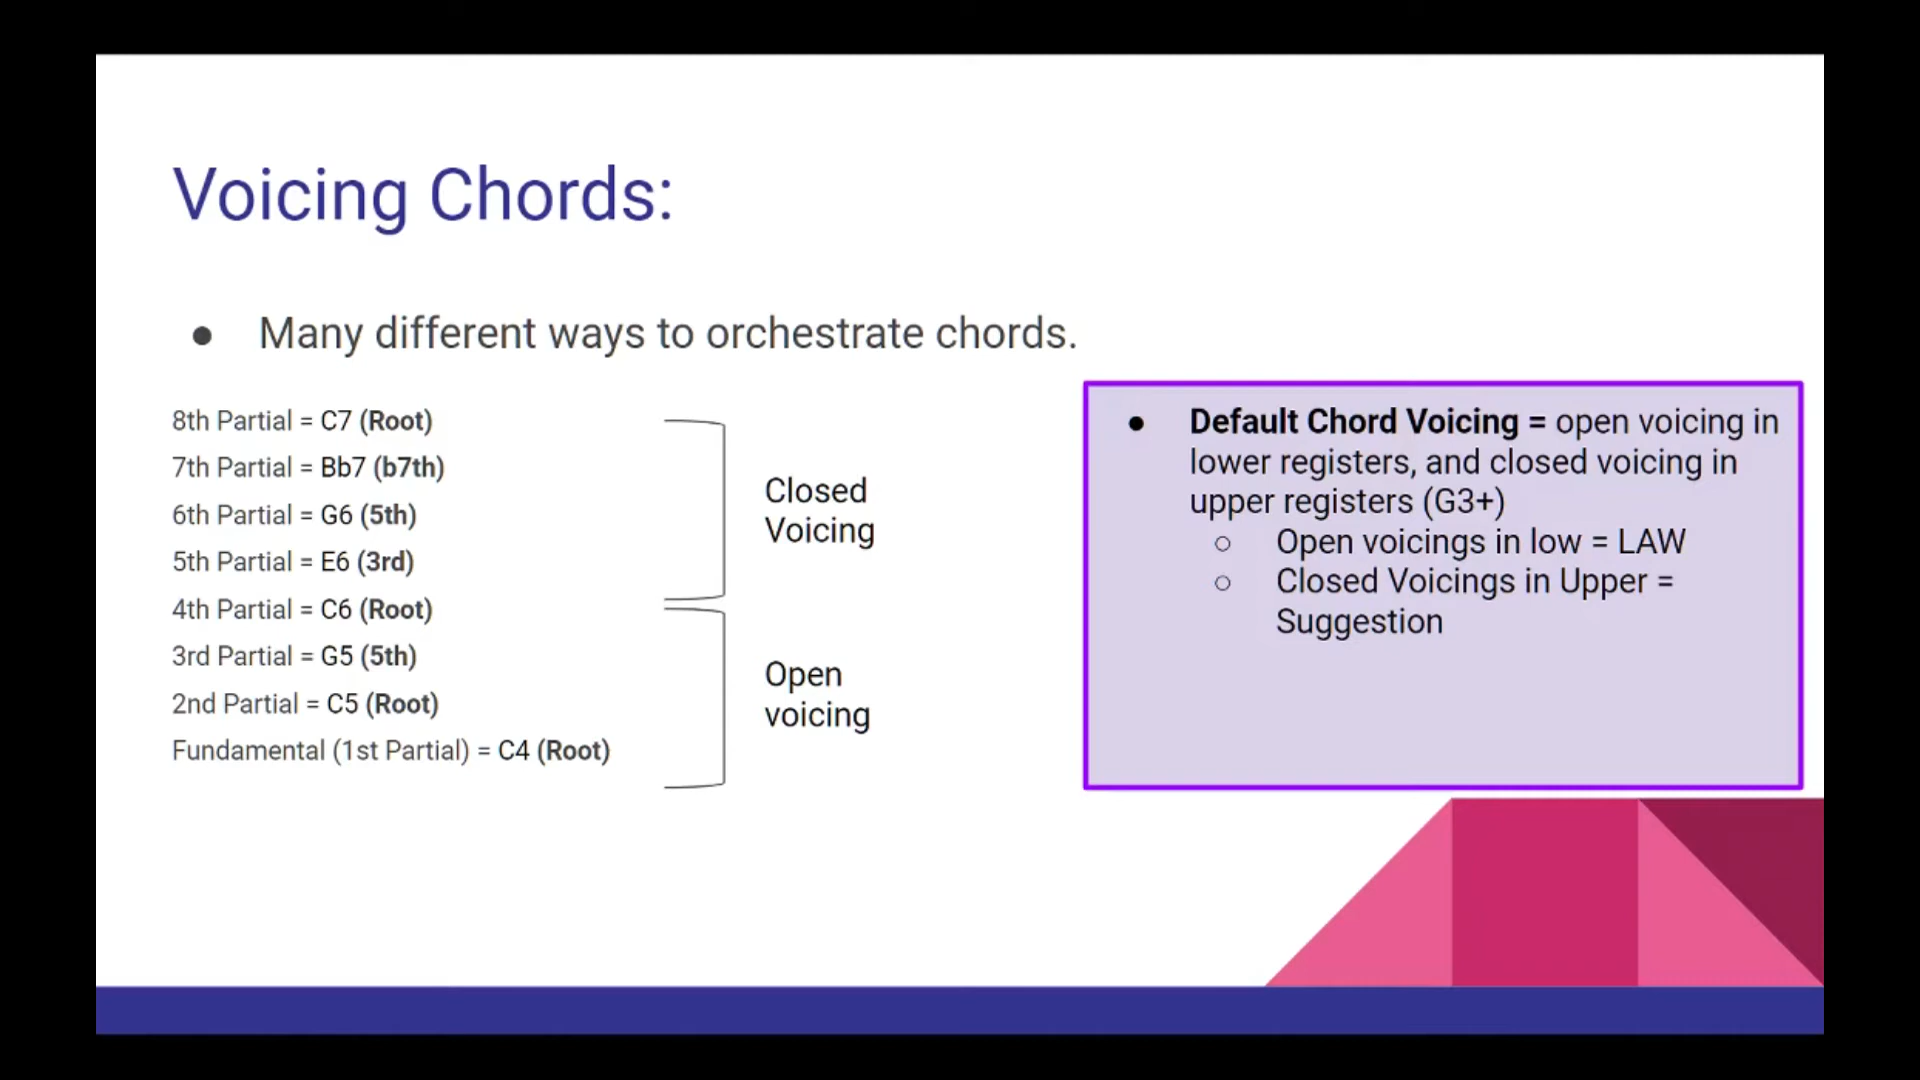 Voicing Chords:
● Many different ways to orchestrate chords.
8th Partial = C7 (Root)
7th Partial = Bb7 (b7th)
6th Partial = G6 (5th)
5th Partial = E6 (3rd)
4th Partial = C6 (Root)
3rd Partial = G5 (5th)
2nd Partial = C5 (Root)
Fundamental (1st Partial) = C4 (Root)
Closed
Voicing
Open
voicing
● Default Chord Voicing = open voicing in
lower registers, and closed voicing in
upper registers (G3+)
○ Open voicings in low = LAW
○ Closed Voicings in Upper =
Suggestion